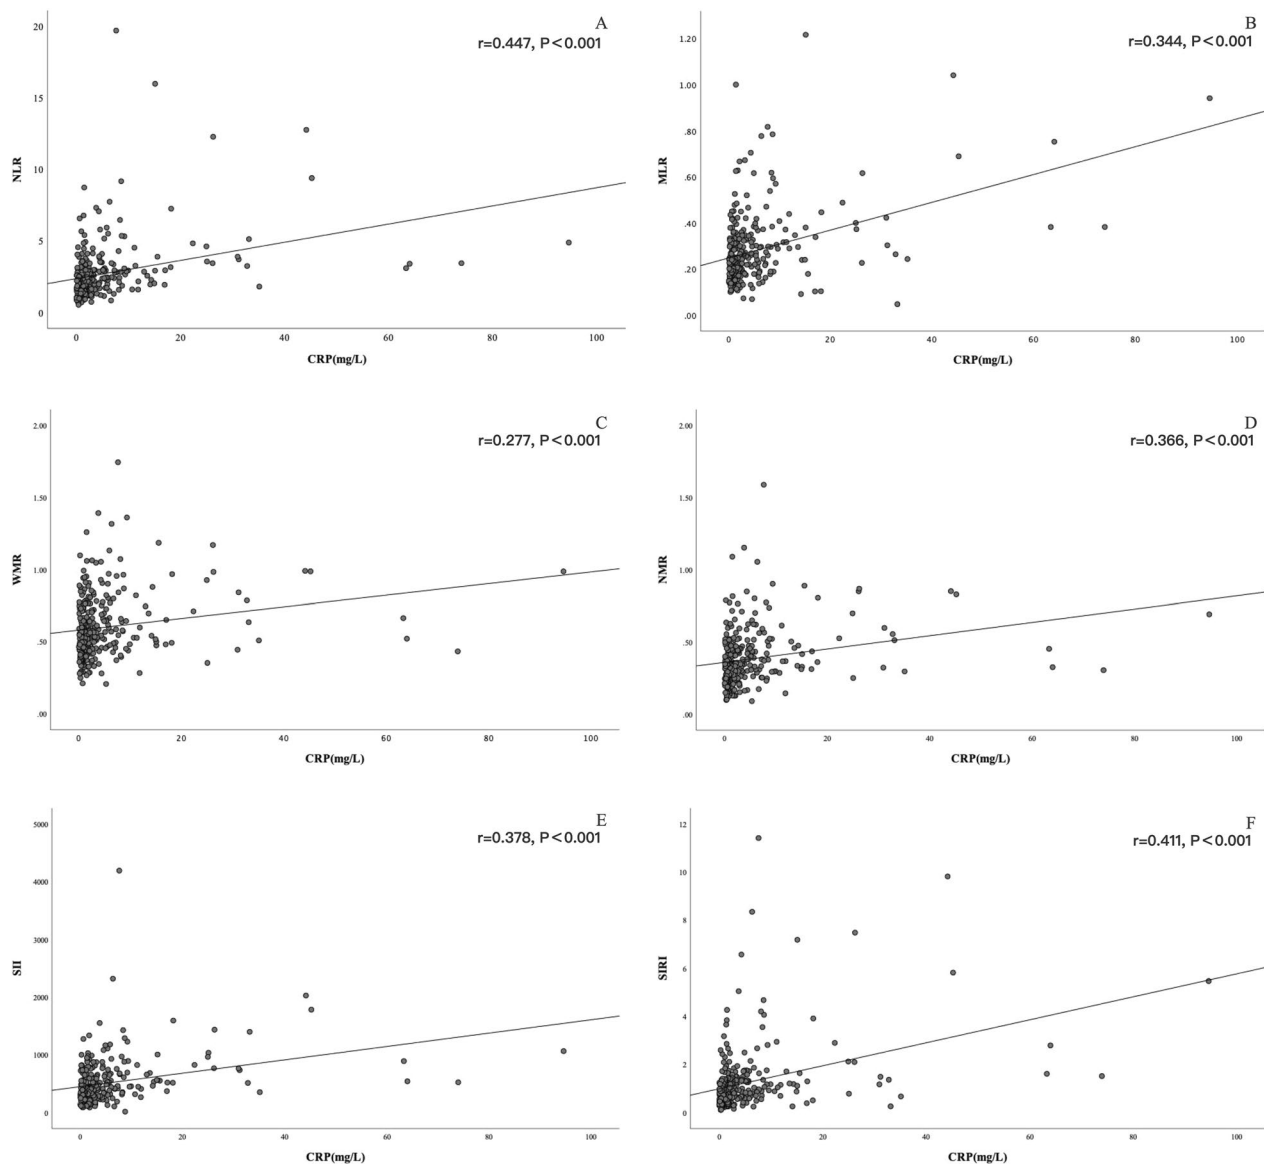 A
r=0.447, P<0.001
20
15
10
5
0
NLR
0 20 40 60 80 100
CRP(mg/L)
B
r=0.344, P<0.001
1.20
1.00
.80
.60
.40
.20
.00
MLR
0 20 40 60 80 100
CRP(mg/L)
C
r=0.277, P<0.001
2.00
1.50
1.00
.50
.00
WMR
0 20 40 60 80 100
CRP(mg/L)
D
r=0.366, P<0.001
2.00
1.50
1.00
.50
.00
NMR
0 20 40 60 80 100
CRP(mg/L)
E
r=0.378, P<0.001
5000
4000
3000
2000
1000
0
SII
0 20 40 60 80 100
CRP(mg/L)
F
r=0.411, P<0.001
12
10
8
6
4
2
0
SIRI
0 20 40 60 80 100
CRP(mg/L)